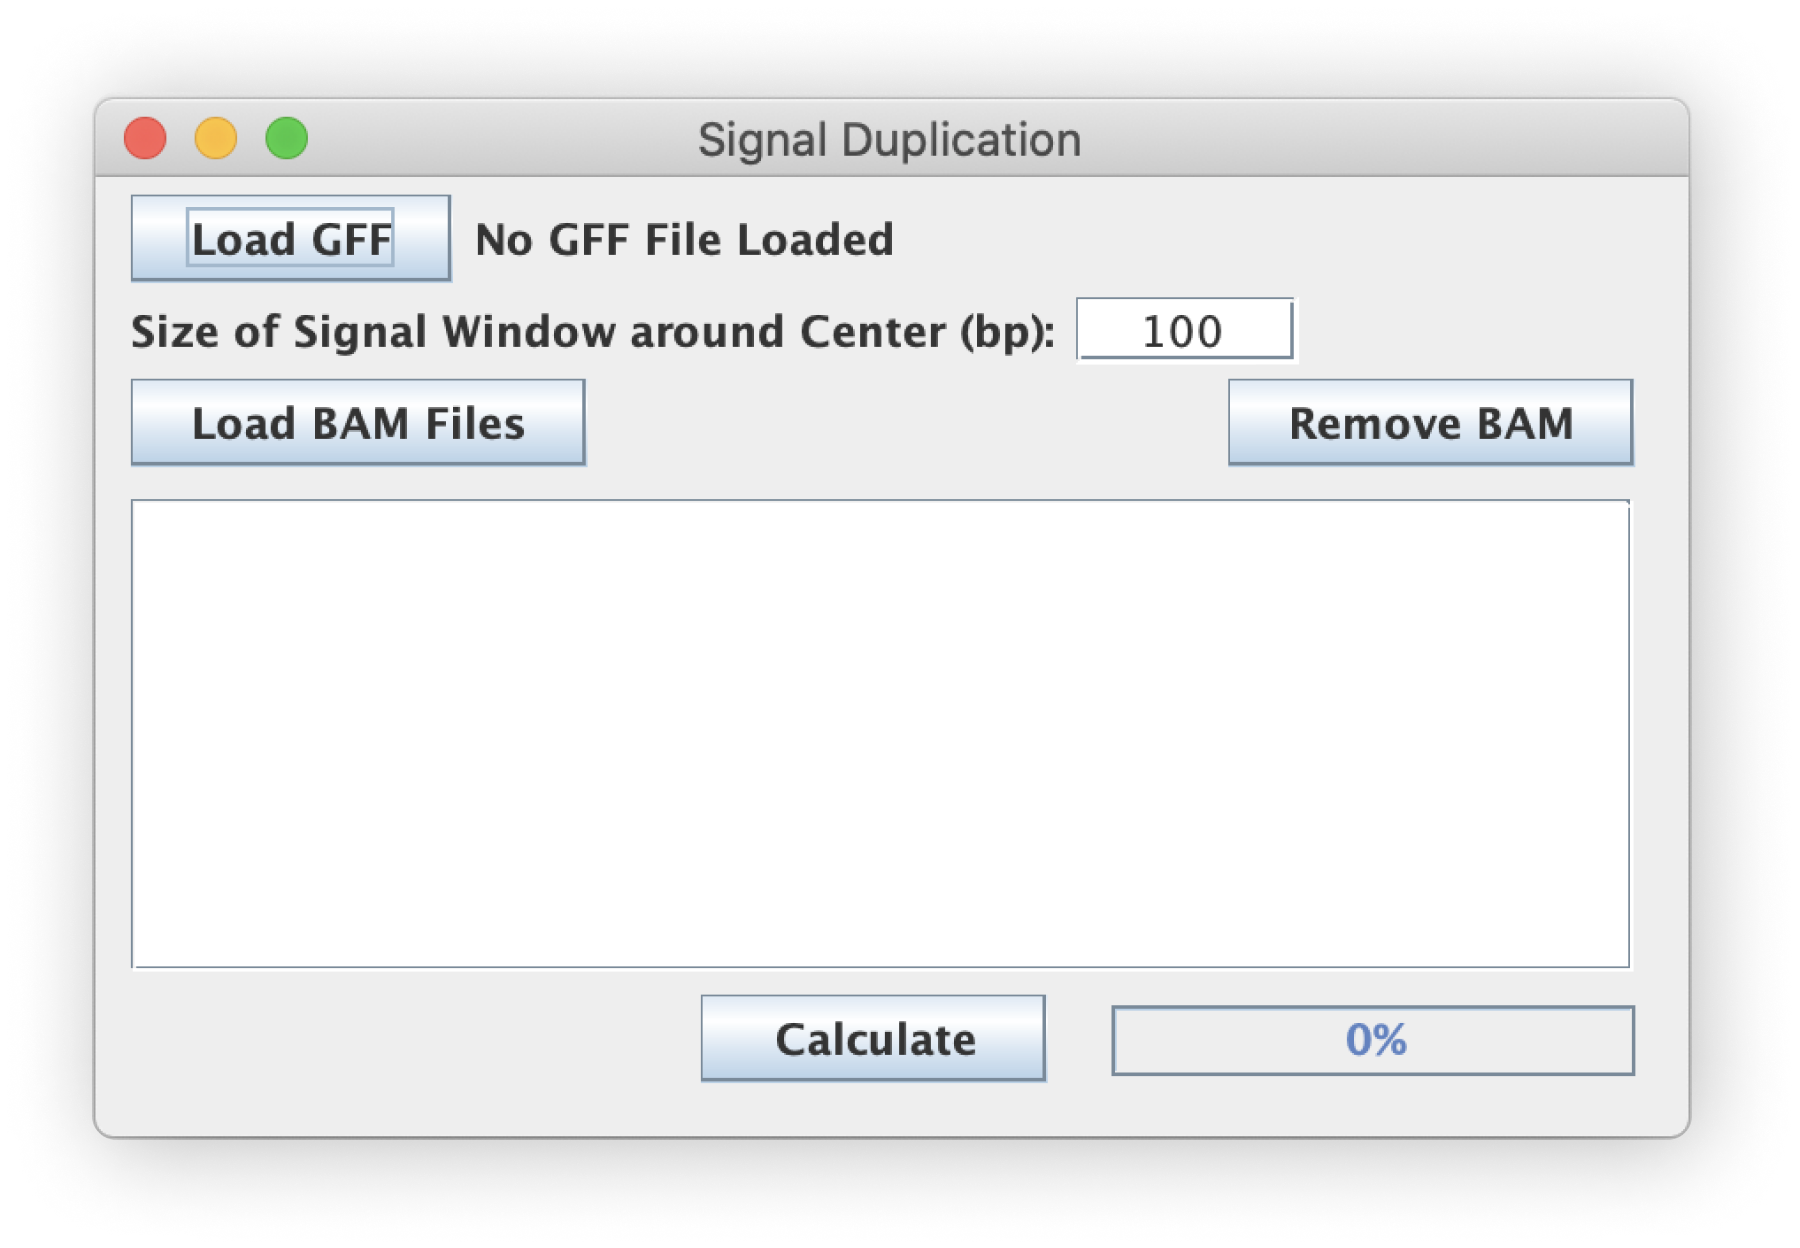 Signal Duplication
Load GFF No GFF File Loaded
Size of Signal Window around Center (bp): 100
Load BAM Files Remove BAM
Calculate 0%